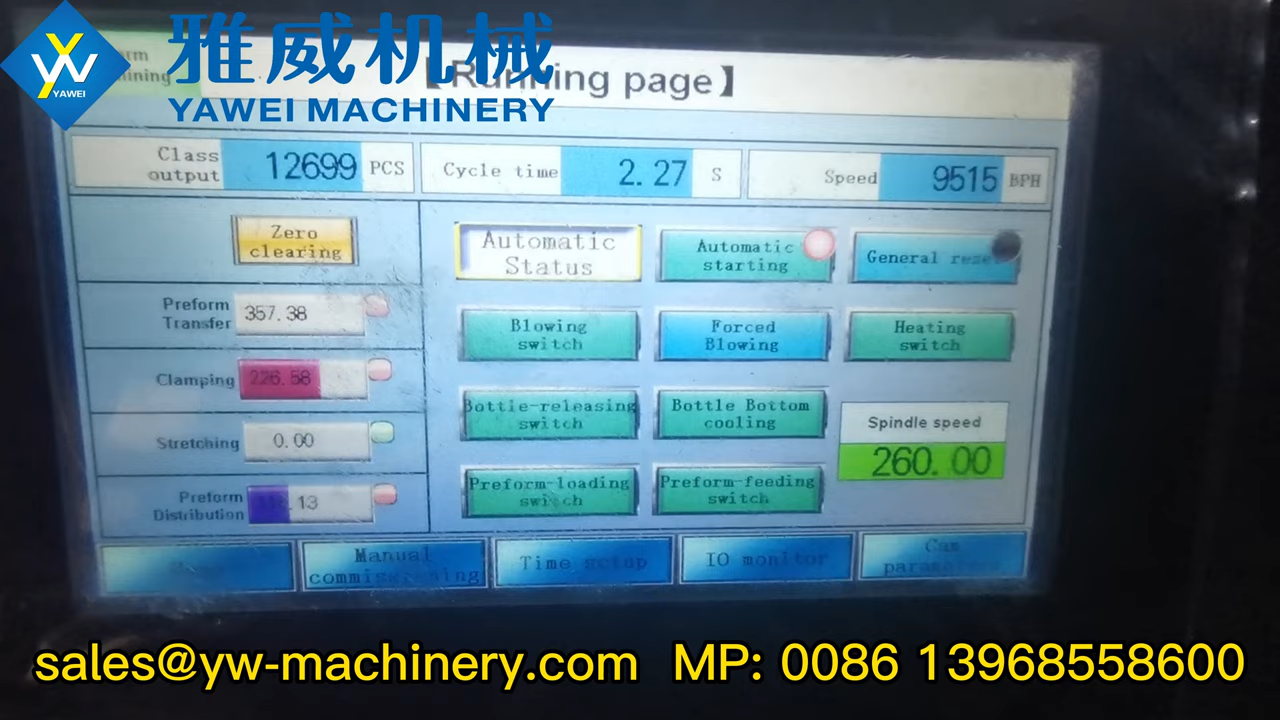 雅威机械
YAWEI MACHINERY
YAWEI
【Running page】
Class output 12699 PCS
Cycle time 2.27 S
Speed 9515 BPH
Zero clearing
Automatic Status
Automatic starting
General
Preform Transfer 357.38
Blowing switch
Forced Blowing
Heating switch
Clamping 226.58
Bottle-releasing switch
Bottle Bottom cooling
Spindle speed
260.00
Stretching 0.00
Preform-loading switch
Preform-feeding switch
Preform Distribution
Manual
Time setup
IO monitor
sales@yw-machinery.com MP: 0086 13968558600